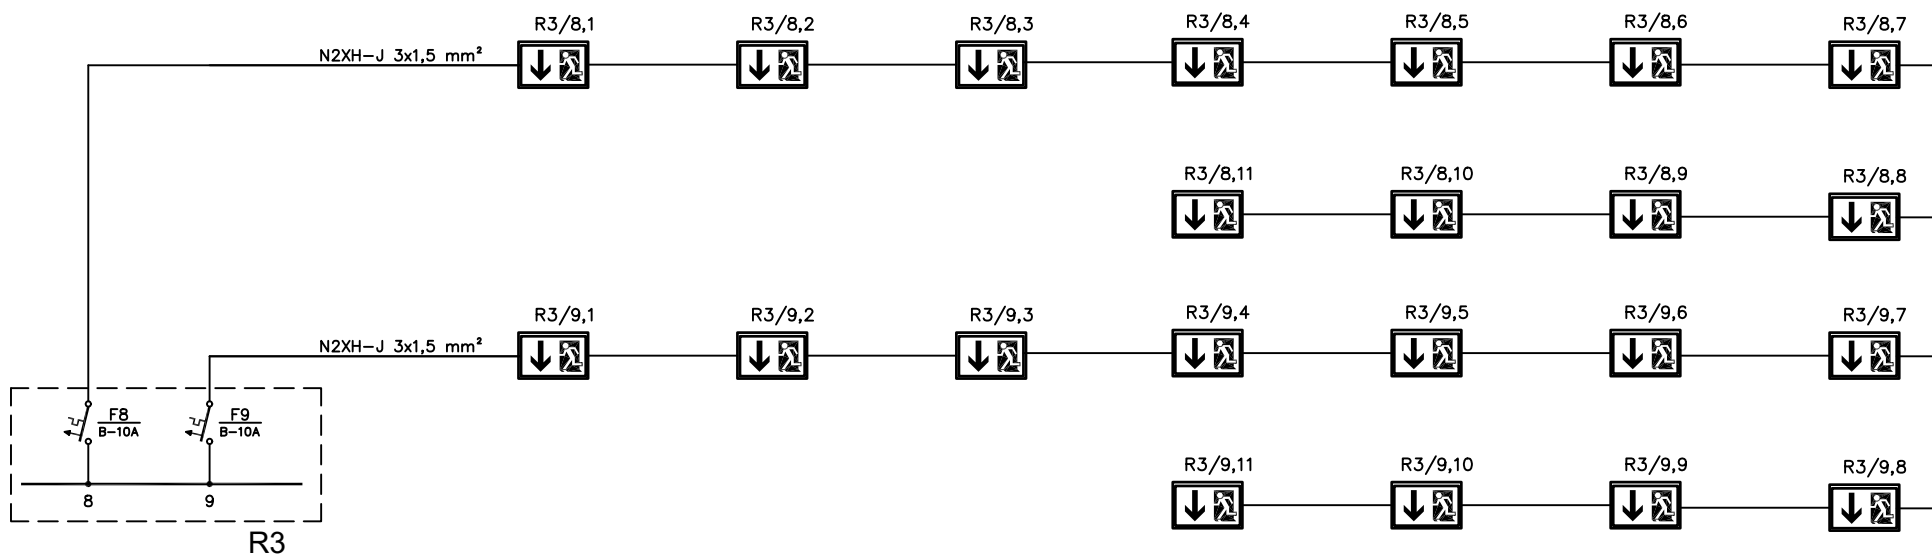 R3/8,1 R3/8,2 R3/8,3 R3/8,4 R3/8,5 R3/8,6 R3/8,7
N2XH-J 3x1,5 mm²
R3/8,11 R3/8,10 R3/8,9 R3/8,8
R3/9,1 R3/9,2 R3/9,3 R3/9,4 R3/9,5 R3/9,6 R3/9,7
N2XH-J 3x1,5 mm²
F8 F9
B-10A B-10A
R3/9,11 R3/9,10 R3/9,9 R3/9,8
8 9
R3